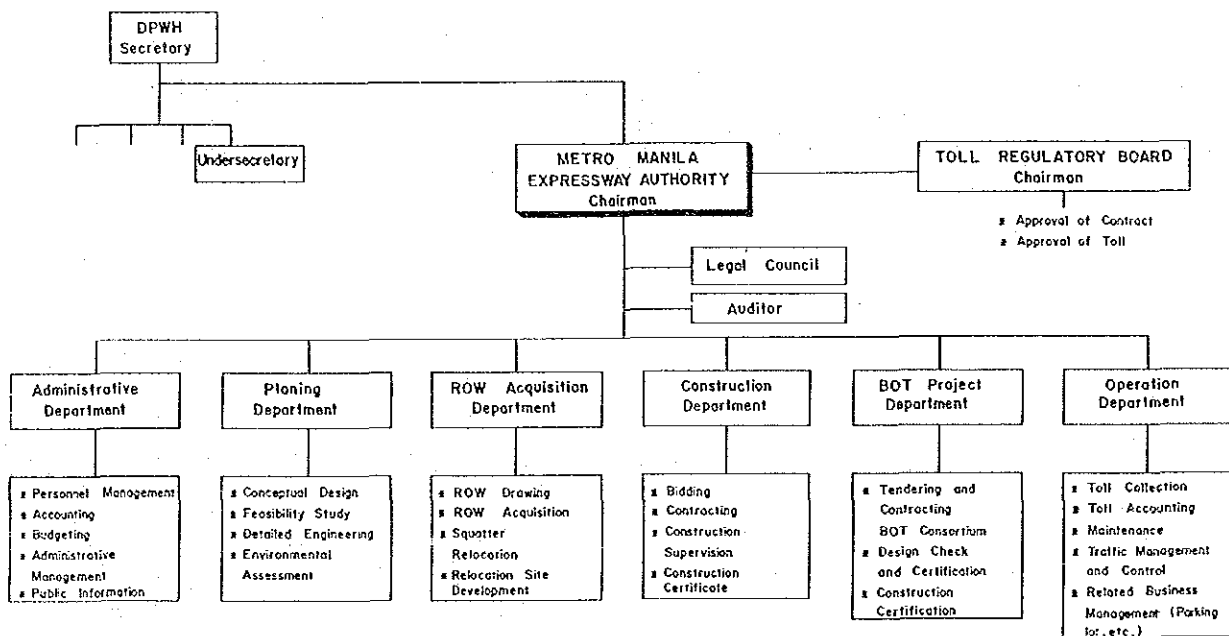 DPWH
Secretary
Undersecretary
METRO MANILA
EXPRESSWAY AUTHORITY
Chairman
TOLL REGULATORY BOARD
Chairman
* Approval of Contract
* Approval of Toll
Legal Council
Auditor
Administrative
Department
* Personnel Management
* Accounting
* Budgeting
* Administrative
Management
* Public Information
Planing
Department
* Conceptual Design
* Feasibility Study
* Detailed Engineering
* Environmental
Assessment
ROW Acquisition
Department
* ROW Drawing
* ROW Acquisition
* Squatter
Relocation
* Relocation Site
Development
Construction
Department
* Bidding
* Contracting
* Construction
Supervision
* Construction
Certificate
BOT Project
Department
* Tendering and
Contracting
BOT Consortium
* Design Check
and Certification
* Construction
Certification
Operation
Department
* Toll Collection
* Toll Accounting
* Maintenance
* Traffic Management
and Control
* Related Business
Management (Parking
lot,etc.)